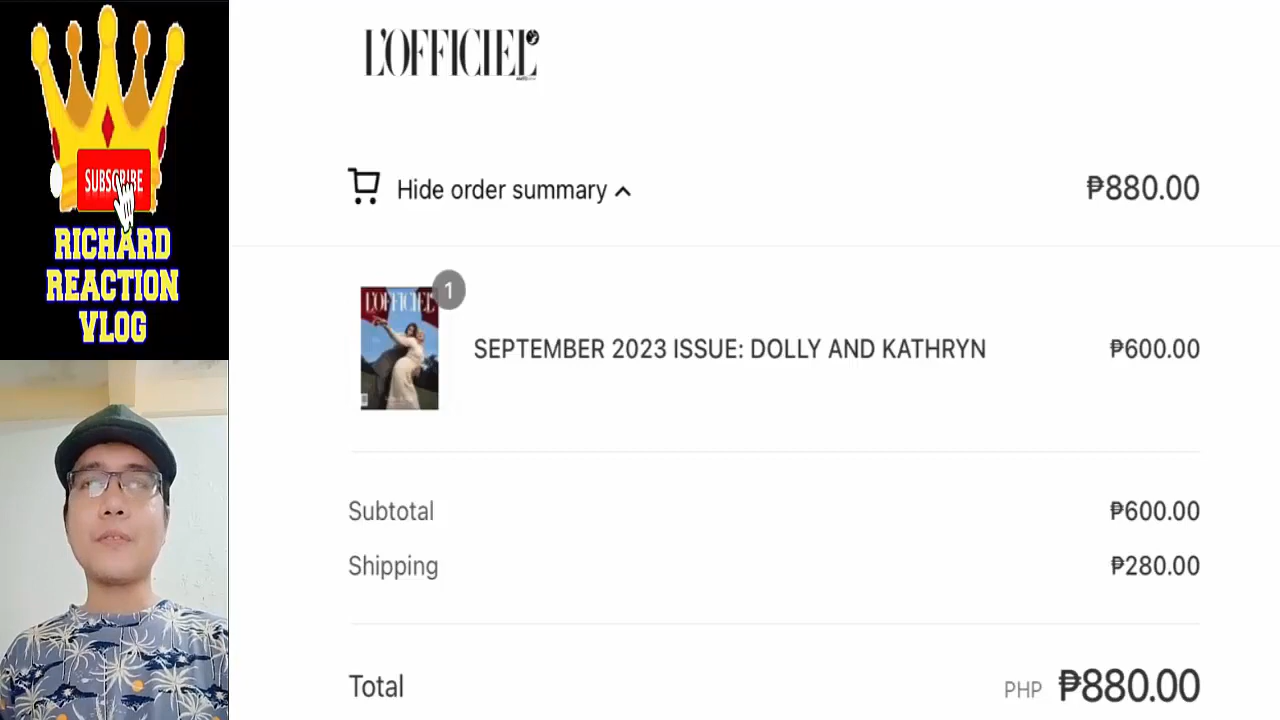 SUBSCRIBE
RICHARD
REACTION
VLOG
L'OFFICIEL
Hide order summary
₱880.00
L'OFFICIEL
1
SEPTEMBER 2023 ISSUE: DOLLY AND KATHRYN
₱600.00
Subtotal
₱600.00
Shipping
₱280.00
Total
PHP ₱880.00